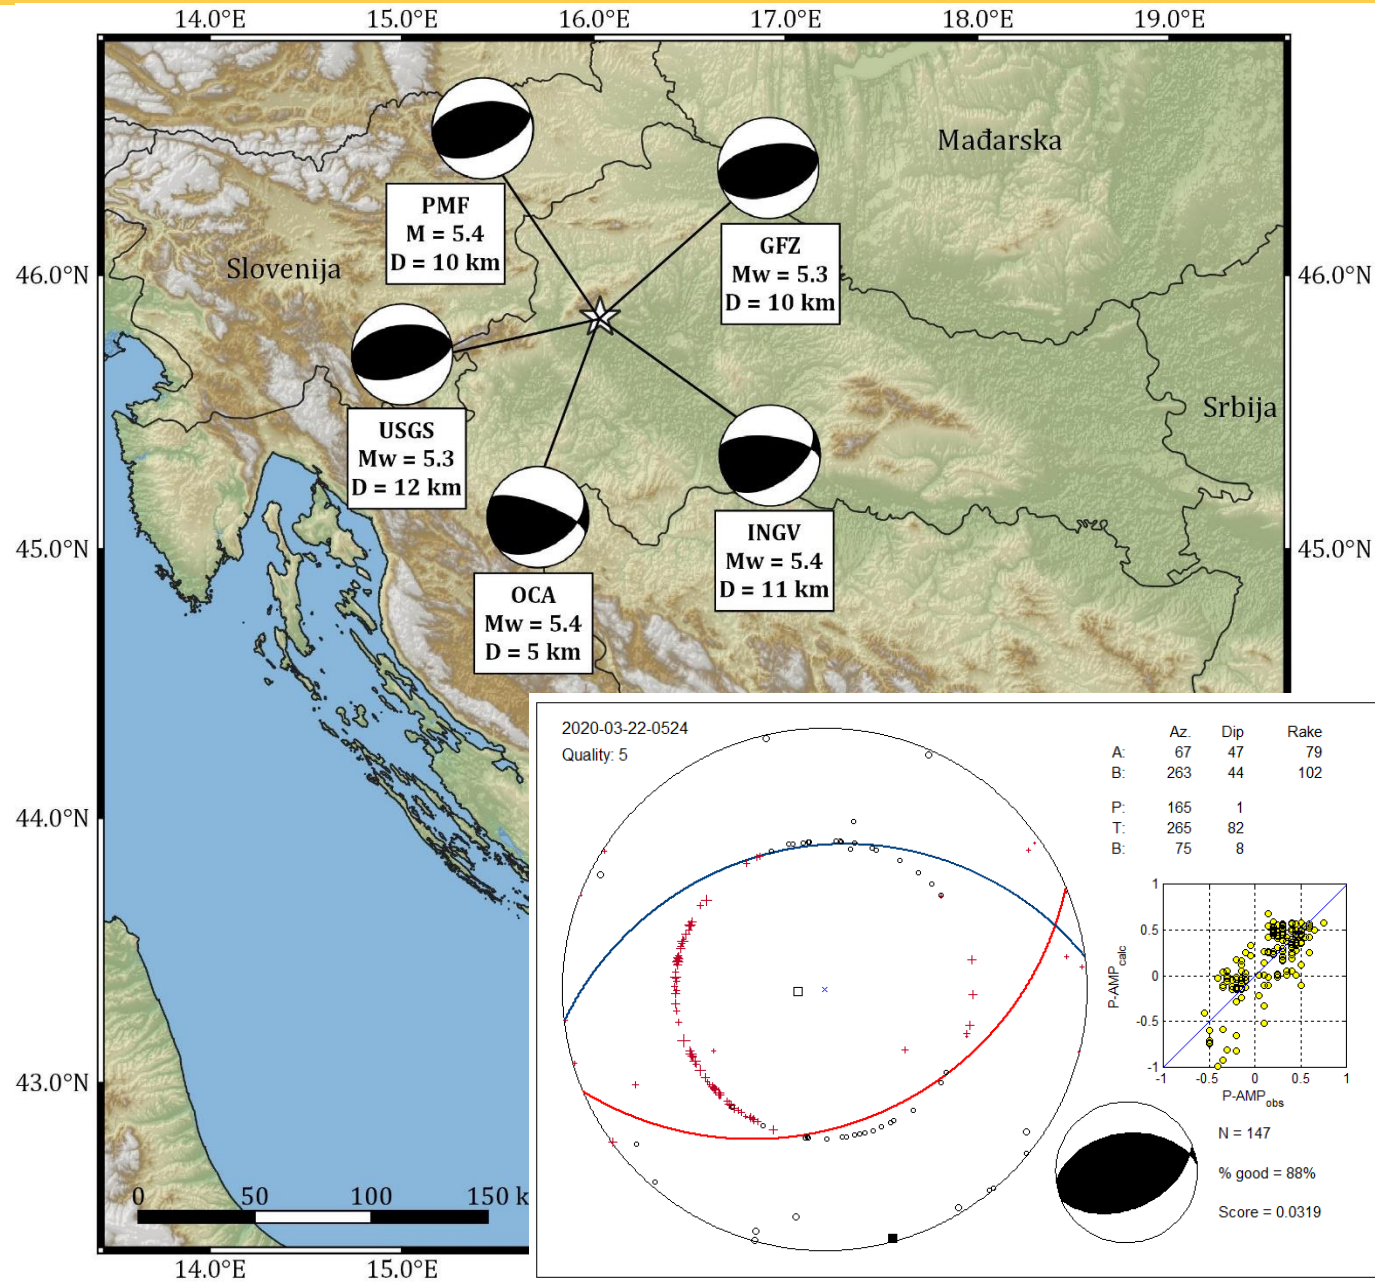 14.0°E 15.0°E 16.0°E 17.0°E 18.0°E 19.0°E
Mađarska
PMF
M = 5.4
D = 10 km
GFZ
Mw = 5.3
D = 10 km
Slovenija
46.0°N
46.0°N
USGS
Mw = 5.3
D = 12 km
Srbija
INGV
Mw = 5.4
D = 11 km
45.0°N
45.0°N
OCA
Mw = 5.4
D = 5 km
44.0°N
43.0°N
0 50 100 150 k
14.0°E 15.0°E
2020-03-22-0524
Quality: 5
Az. Dip Rake
A: 67 47 79
B: 263 44 102
P: 165 1
T: 265 82
B: 75 8
1
0.5
0
-0.5
-1
P-AMPcalc
-1 -0.5 0 0.5 1
P-AMPobs
N = 147
% good = 88%
Score = 0.0319